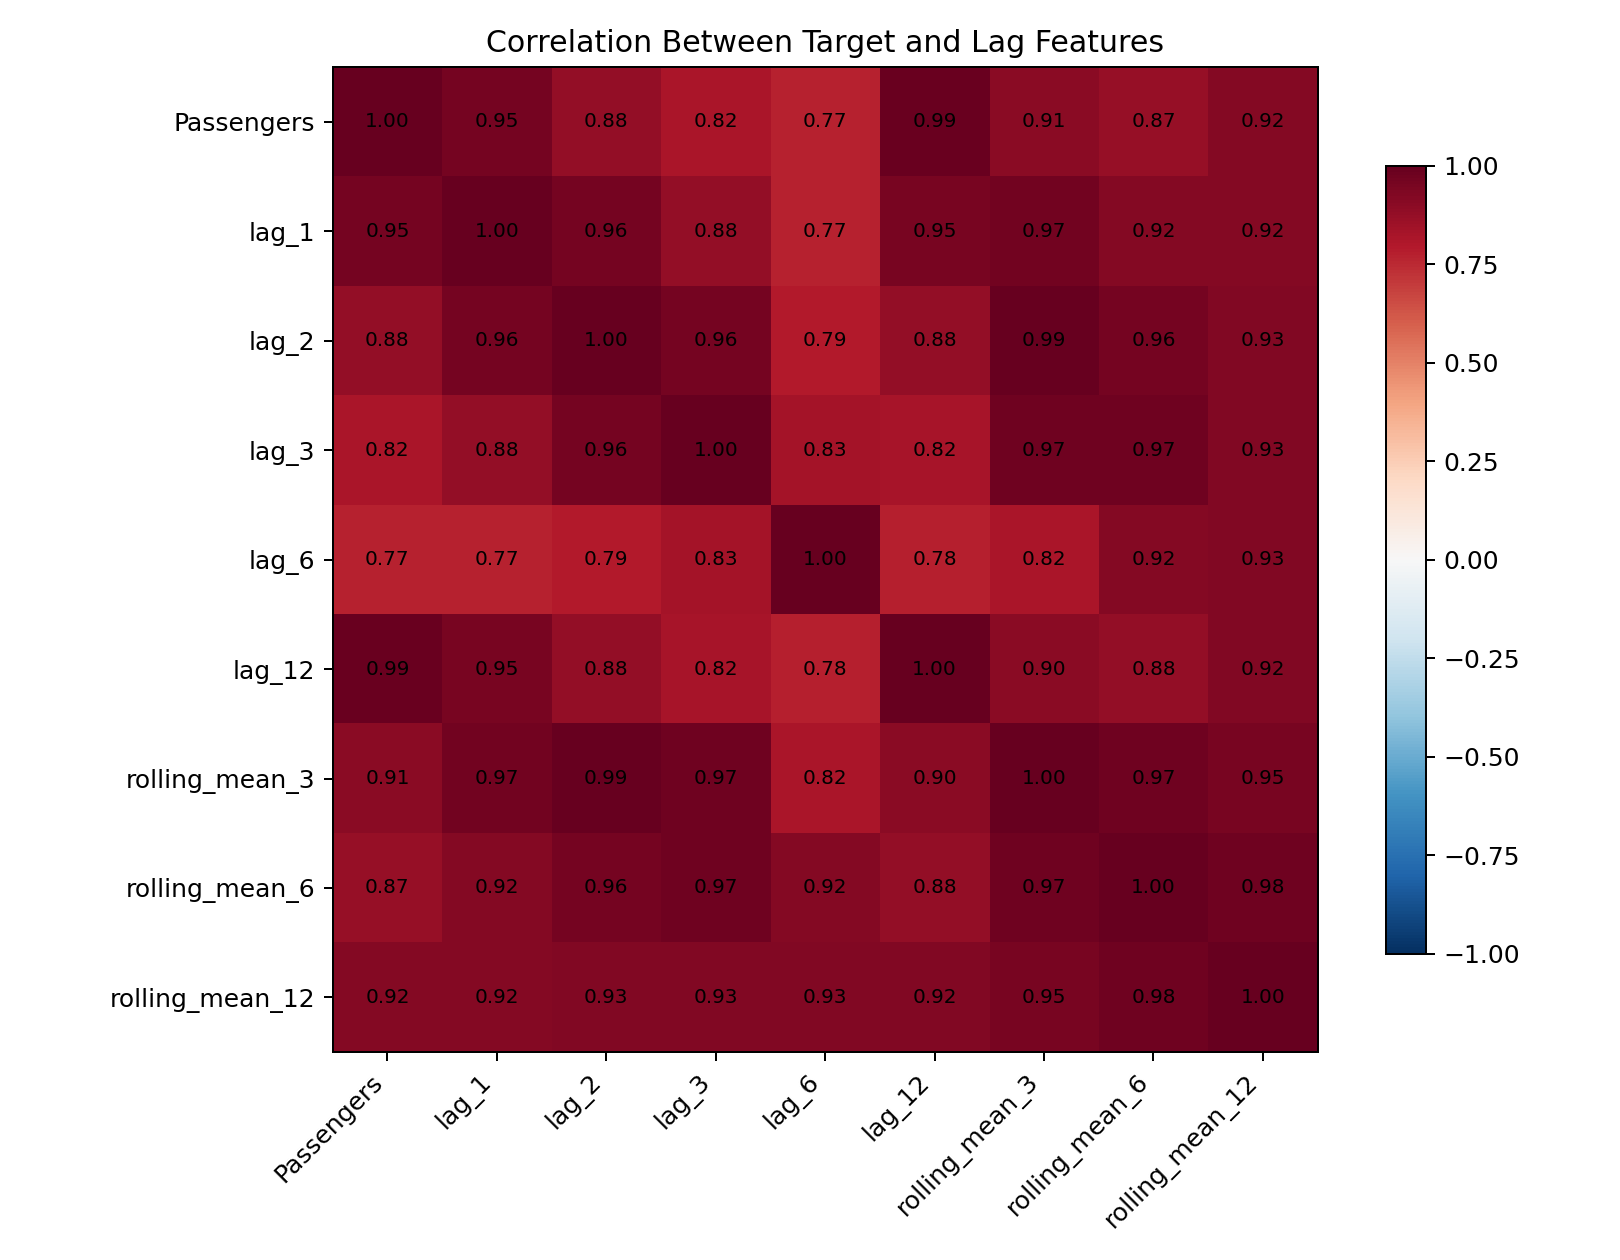 Correlation Between Target and Lag Features
Passengers 1.00 0.95 0.88 0.82 0.77 0.99 0.91 0.87 0.92
lag_1 0.95 1.00 0.96 0.88 0.77 0.95 0.97 0.92 0.92
lag_2 0.88 0.96 1.00 0.96 0.79 0.88 0.99 0.96 0.93
lag_3 0.82 0.88 0.96 1.00 0.83 0.82 0.97 0.97 0.93
lag_6 0.77 0.77 0.79 0.83 1.00 0.78 0.82 0.92 0.93
lag_12 0.99 0.95 0.88 0.82 0.78 1.00 0.90 0.88 0.92
rolling_mean_3 0.91 0.97 0.99 0.97 0.82 0.90 1.00 0.97 0.95
rolling_mean_6 0.87 0.92 0.96 0.97 0.92 0.88 0.97 1.00 0.98
rolling_mean_12 0.92 0.92 0.93 0.93 0.93 0.92 0.95 0.98 1.00
Passengers lag_1 lag_2 lag_3 lag_6 lag_12 rolling_mean_3 rolling_mean_6 rolling_mean_12
1.00
0.75
0.50
0.25
0.00
−0.25
−0.50
−0.75
−1.00